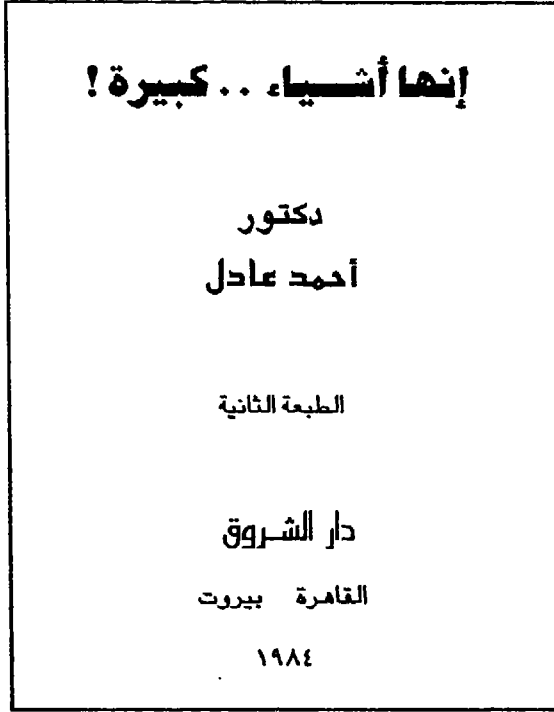 إنها أشياء .. كبيرة !
دكتور
أحمد عادل
الطبعة الثانية
دار الشروق
القاهرة بيروت
١٩٨٤